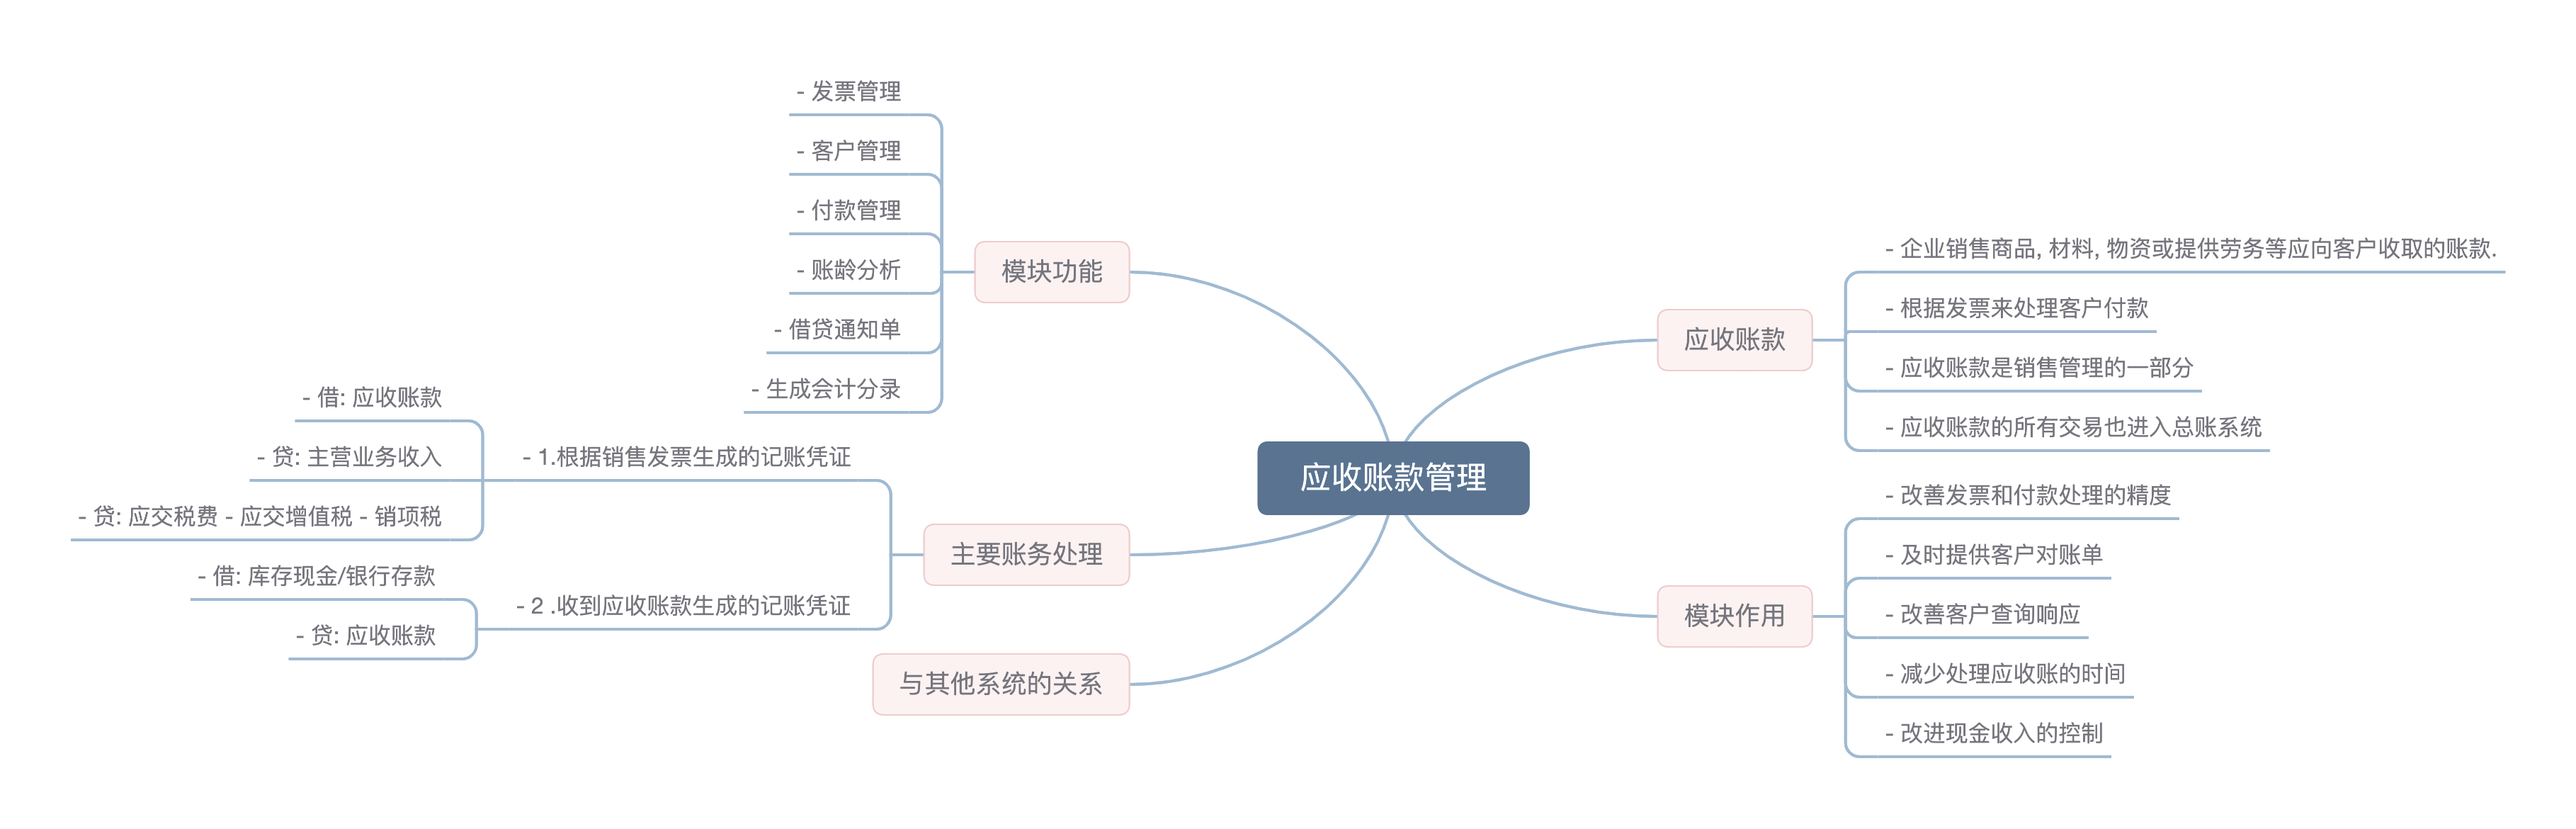 应收账款管理
应收账款
- 企业销售商品, 材料, 物资或提供劳务等应向客户收取的账款.
- 根据发票来处理客户付款
- 应收账款是销售管理的一部分
- 应收账款的所有交易也进入总账系统
模块作用
- 改善发票和付款处理的精度
- 及时提供客户对账单
- 改善客户查询响应
- 减少处理应收账的时间
- 改进现金收入的控制
模块功能
- 发票管理
- 客户管理
- 付款管理
- 账龄分析
- 借贷通知单
- 生成会计分录
主要账务处理
- 1.根据销售发票生成的记账凭证
- 借: 应收账款
- 贷: 主营业务收入
- 贷: 应交税费 - 应交增值税 - 销项税
- 2 .收到应收账款生成的记账凭证
- 借: 库存现金/银行存款
- 贷: 应收账款
与其他系统的关系